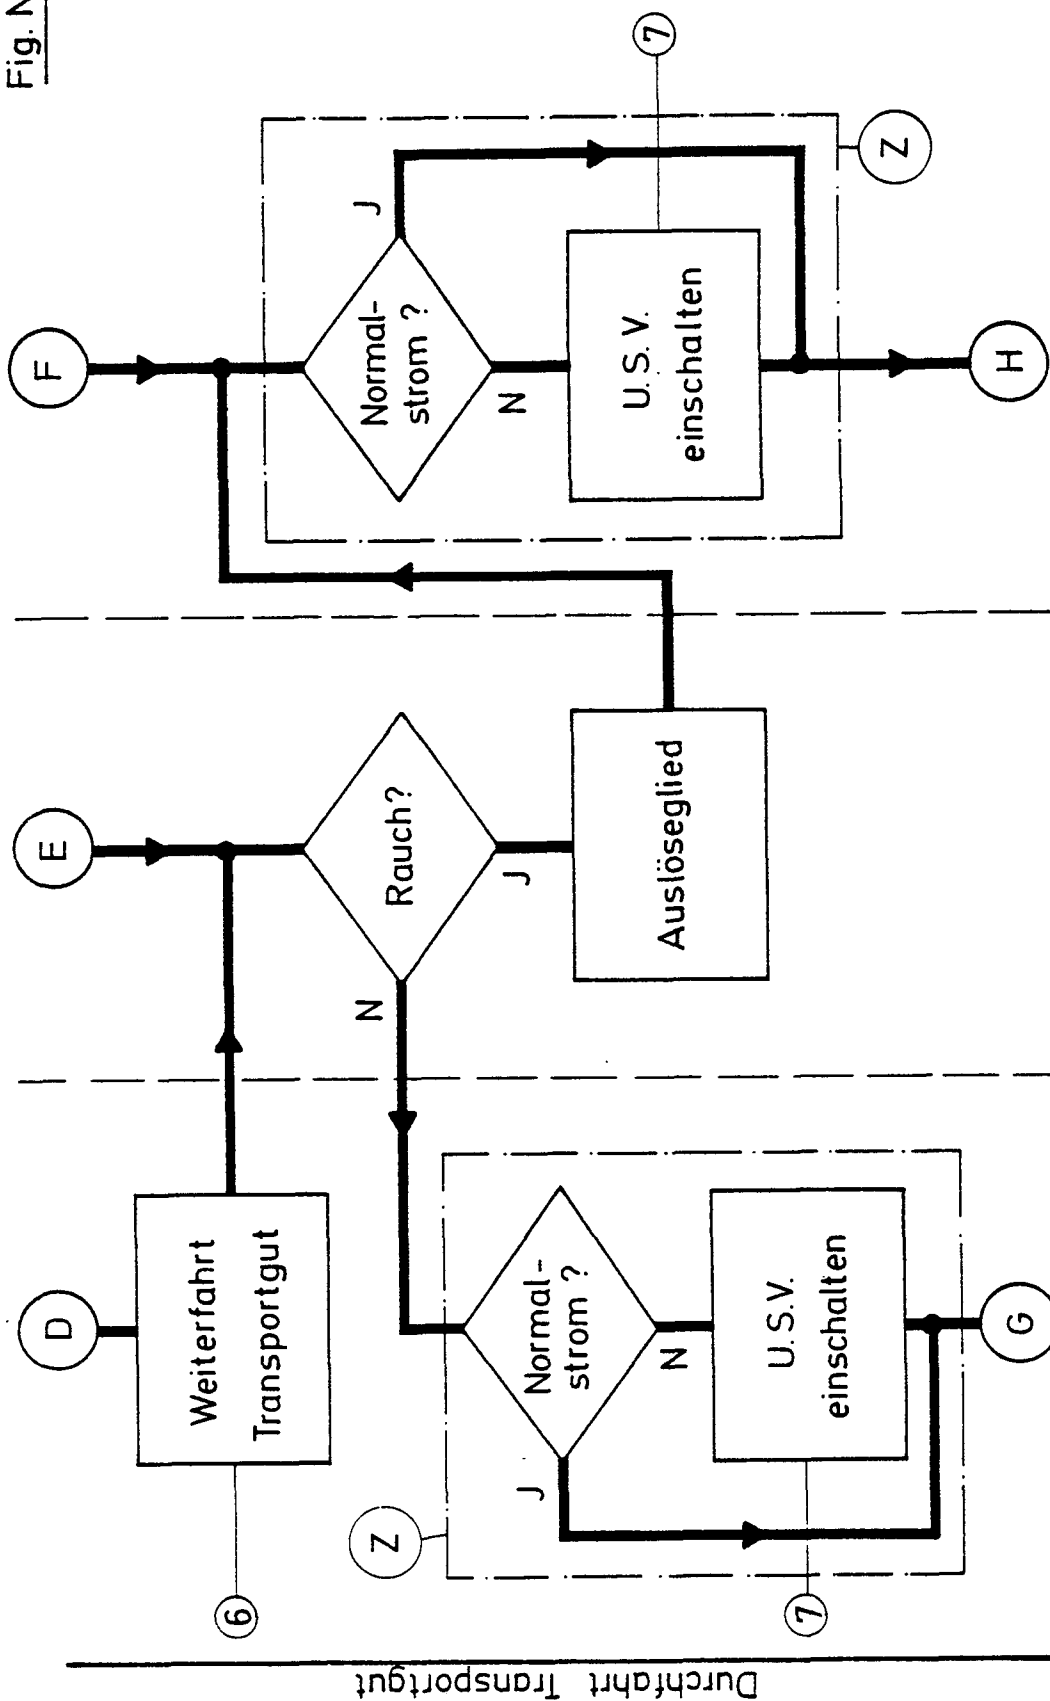 Fig. N
D
E
F
Weiterfahrt
Transportgut
6
Rauch?
N
J
Auslöseglied
Normal-
strom ?
J
N
U. S. V.
einschalten
7
Z
H
Z
Normal-
strom ?
J
N
U. S.V.
einschalten
7
G
Durchfahrt Transportgut